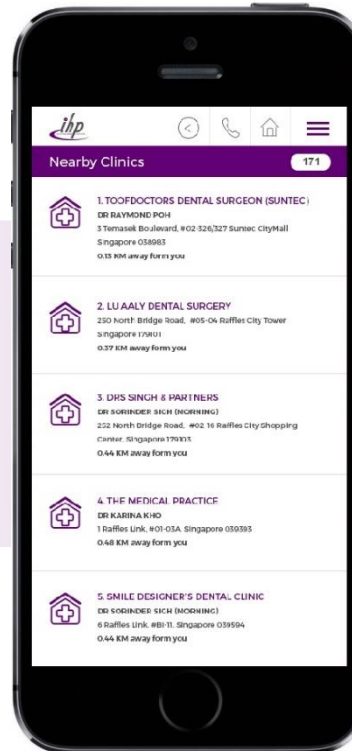 ihp
Nearby Clinics
171
1. TOOFDOCTORS DENTAL SURGEON (SUNTEC)
DR RAYMOND POH
3 Temasek Boulevard, #02-326/327 Suntec CityMall
Singapore 038983
0.13 KM away form you
2. LU AALY DENTAL SURGERY
250 North Bridge Road, #05-04 Raffles City Tower
Singapore 179101
0.37 KM away form you
3. DRS SINGH & PARTNERS
DR SORINDER SICH (MORNING)
252 North Bridge Road, #02-16 Raffles City Shopping
Center, Singapore 179103
0.44 KM away form you
4. THE MEDICAL PRACTICE
DR KARINA KHO
1 Raffles Link, #01-03A. Singapore 039393
0.48 KM away form you
5. SMILE DESIGNER'S DENTAL CLINIC
DR SORINDER SICH (MORNING)
6 Raffles Link, #B1-11. Singapore 039594
0.44 KM away form you